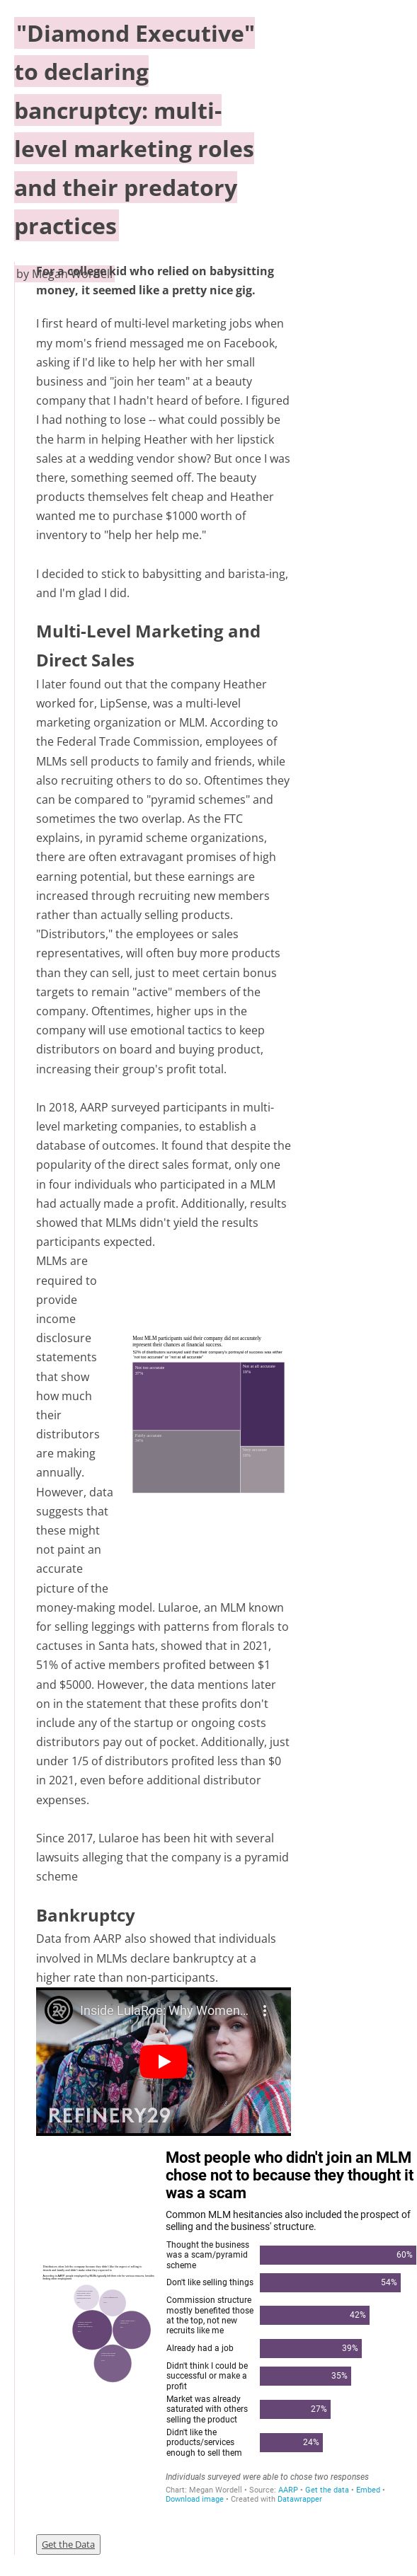 "Diamond Executive"
to declaring
bancruptcy: multi-
level marketing roles
and their predatory
practices
by Megan Wordell
For a college kid who relied on babysitting
money, it seemed like a pretty nice gig.
I first heard of multi-level marketing jobs when
my mom's friend messaged me on Facebook,
asking if I'd like to help her with her small
business and "join her team" at a beauty
company that I hadn't heard of before. I figured
I had nothing to lose -- what could possibly be
the harm in helping Heather with her lipstick
sales at a wedding vendor show? But once I was
there, something seemed off. The beauty
products themselves felt cheap and Heather
wanted me to purchase $1000 worth of
inventory to "help her help me."
I decided to stick to babysitting and barista-ing,
and I'm glad I did.
Multi-Level Marketing and
Direct Sales
I later found out that the company Heather
worked for, LipSense, was a multi-level
marketing organization or MLM. According to
the Federal Trade Commission, employees of
MLMs sell products to family and friends, while
also recruiting others to do so. Oftentimes they
can be compared to "pyramid schemes" and
sometimes the two overlap. As the FTC
explains, in pyramid scheme organizations,
there are often extravagant promises of high
earning potential, but these earnings are
increased through recruiting new members
rather than actually selling products.
"Distributors," the employees or sales
representatives, will often buy more products
than they can sell, just to meet certain bonus
targets to remain "active" members of the
company. Oftentimes, higher ups in the
company will use emotional tactics to keep
distributors on board and buying product,
increasing their group's profit total.
In 2018, AARP surveyed participants in multi-
level marketing companies, to establish a
database of outcomes. It found that despite the
popularity of the direct sales format, only one
in four individuals who participated in a MLM
had actually made a profit. Additionally, results
showed that MLMs didn't yield the results
participants expected.
MLMs are
required to
provide
income
disclosure
statements
that show
how much
their
distributors
are making
annually.
However, data
suggests that
these might
not paint an
accurate
picture of the
Most MLM participants said their company did not accurately
represent their chances at financial success.
52% of distributors surveyed said that their company's portrayal of success was either
"not too accurate" or "not at all accurate"
Not too accurate
Not at all accurate
Fairly accurate
money-making model. Lularoe, an MLM known
for selling leggings with patterns from florals to
cactuses in Santa hats, showed that in 2021,
51% of active members profited between $1
and $5000. However, the data mentions later
on in the statement that these profits don't
include any of the startup or ongoing costs
distributors pay out of pocket. Additionally, just
under 1/5 of distributors profited less than $0
in 2021, even before additional distributor
expenses.
Since 2017, Lularoe has been hit with several
lawsuits alleging that the company is a pyramid
scheme
Bankruptcy
Data from AARP also showed that individuals
involved in MLMs declare bankruptcy at a
higher rate than non-participants.
Inside LulaRoe: Why Women...
REFINERY29
Most people who didn't join an MLM
chose not to because they thought it
was a scam
Common MLM hesitancies also included the prospect of
selling and the business' structure.
Thought the business
was a scam/pyramid
scheme
60%
Don't like selling things
54%
Commission structure
mostly benefited those
at the top, not new
recruits like me
42%
Already had a job
39%
Didn't think I could be
successful or make a
profit
35%
Market was already
saturated with others
selling the product
27%
Didn't like the
products/services
enough to sell them
24%
Individuals surveyed were able to chose two responses
Chart: Megan Wordell • Source: AARP • Get the data • Embed •
Download image • Created with Datawrapper
Get the Data